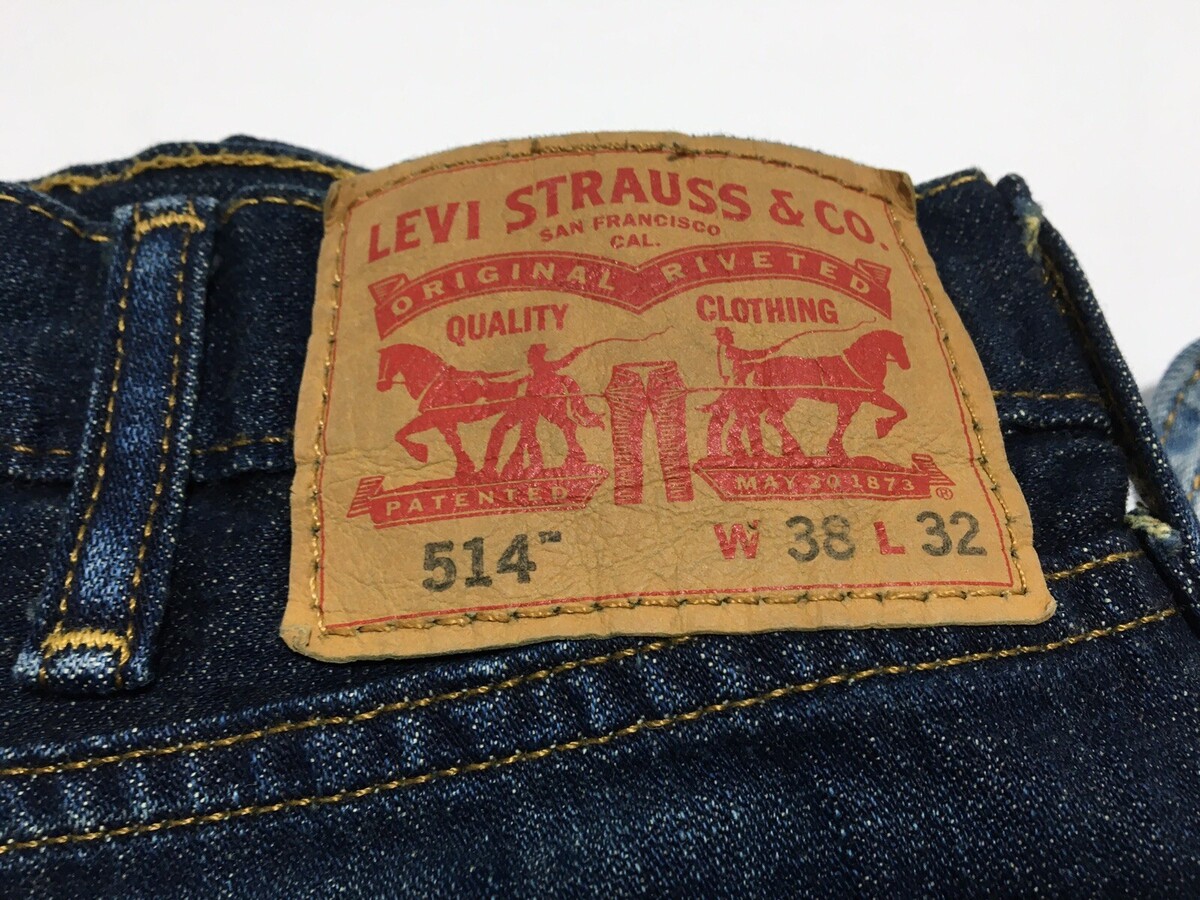 LEVI STRAUSS & CO.
SAN FRANCISCO
CAL.
ORIGINAL RIVETED
QUALITY CLOTHING
PATENTED MAY 20 1873 ®
514™ W 38 L 32